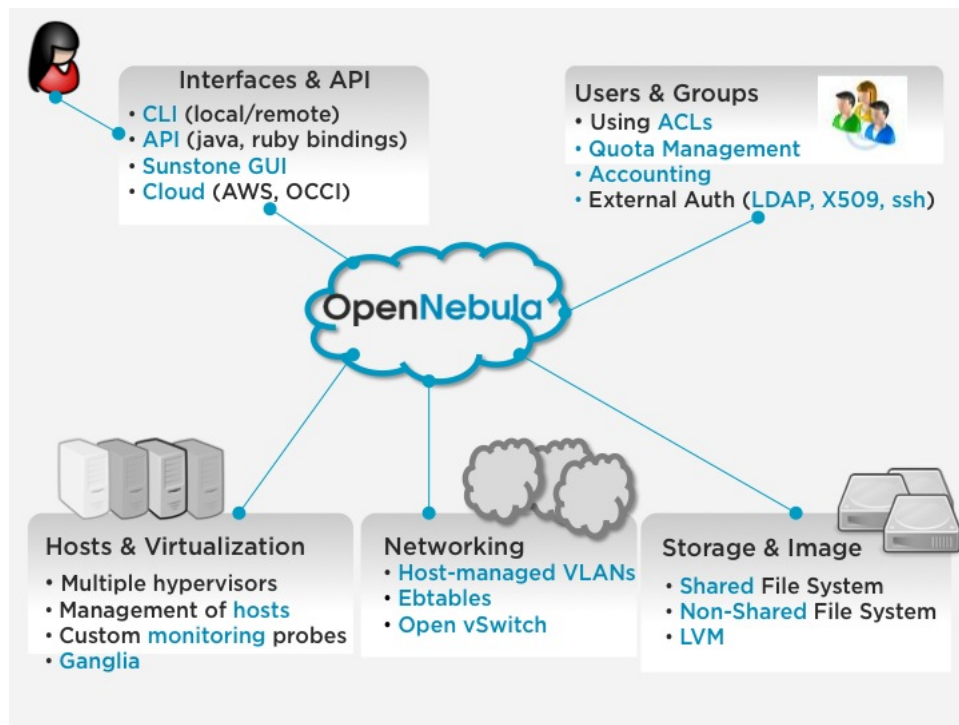 Interfaces & API
• CLI (local/remote)
• API (java, ruby bindings)
• Sunstone GUI
• Cloud (AWS, OCCI)
Users & Groups
• Using ACLs
• Quota Management
• Accounting
• External Auth (LDAP, X509, ssh)
OpenNebula
Hosts & Virtualization
• Multiple hypervisors
• Management of hosts
• Custom monitoring probes
• Ganglia
Networking
• Host-managed VLANs
• Ebtables
• Open vSwitch
Storage & Image
• Shared File System
• Non-Shared File System
• LVM